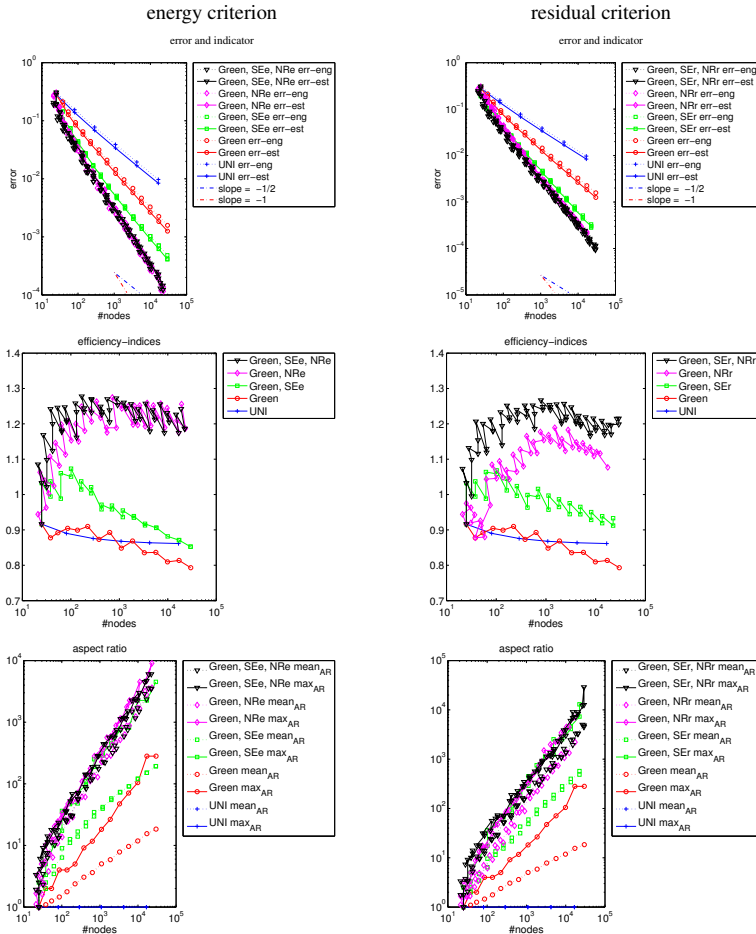 energy criterion
residual criterion
error and indicator
10^0
10^−1
10^−2
10^−3
10^−4
10^1
10^2
10^3
10^4
10^5
error
#nodes
Green, SEe, NRe err−eng
Green, SEe, NRe err−est
Green, NRe err−eng
Green, NRe err−est
Green, SEe err−eng
Green, SEe err−est
Green err−eng
Green err−est
UNI err−eng
UNI err−est
slope = −1/2
slope = −1
error and indicator
10^0
10^−1
10^−2
10^−3
10^−4
10^−5
10^1
10^2
10^3
10^4
10^5
error
#nodes
Green, SEr, NRr err−eng
Green, SEr, NRr err−est
Green, NRr err−eng
Green, NRr err−est
Green, SEr err−eng
Green, SEr err−est
Green err−eng
Green err−est
UNI err−eng
UNI err−est
slope = −1/2
slope = −1
efficiency−indices
1.4
1.3
1.2
1.1
1
0.9
0.8
0.7
10^1
10^2
10^3
10^4
10^5
#nodes
Green, SEe, NRe
Green, NRe
Green, SEe
Green
UNI
efficiency−indices
1.4
1.3
1.2
1.1
1
0.9
0.8
0.7
10^1
10^2
10^3
10^4
10^5
#nodes
Green, SEr, NRr
Green, NRr
Green, SEr
Green
UNI
aspect ratio
10^4
10^3
10^2
10^1
10^0
10^1
10^2
10^3
10^4
10^5
#nodes
Green, SEe, NRe mean_AR
Green, SEe, NRe max_AR
Green, NRe mean_AR
Green, NRe max_AR
Green, SEe mean_AR
Green, SEe max_AR
Green mean_AR
Green max_AR
UNI mean_AR
UNI max_AR
aspect ratio
10^5
10^4
10^3
10^2
10^1
10^0
10^1
10^2
10^3
10^4
10^5
#nodes
Green, SEr, NRr mean_AR
Green, SEr, NRr max_AR
Green, NRr mean_AR
Green, NRr max_AR
Green, SEr mean_AR
Green, SEr max_AR
Green mean_AR
Green max_AR
UNI mean_AR
UNI max_AR